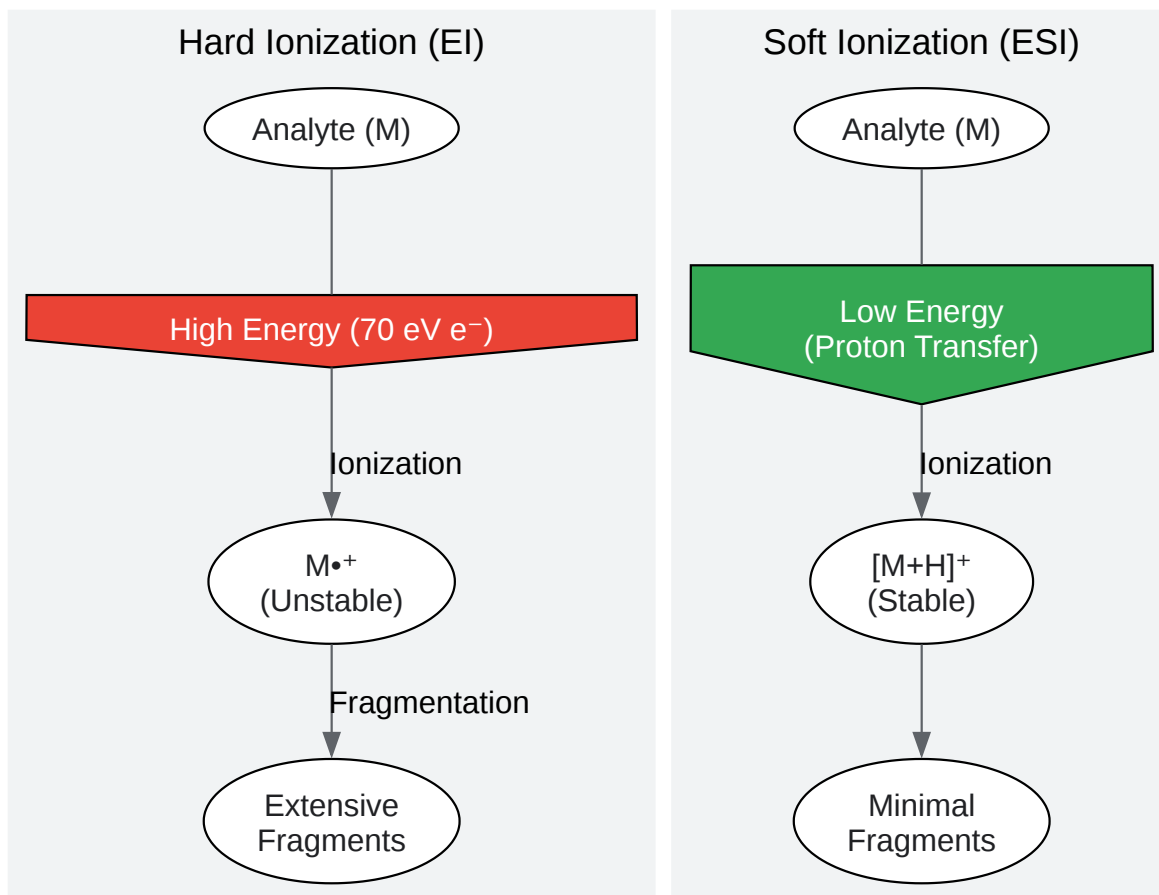 Hard Ionization (EI)
Analyte (M)
High Energy (70 eV e⁻)
Ionization
M•⁺
(Unstable)
Fragmentation
Extensive
Fragments
Soft Ionization (ESI)
Analyte (M)
Low Energy
(Proton Transfer)
Ionization
[M+H]⁺
(Stable)
Minimal
Fragments